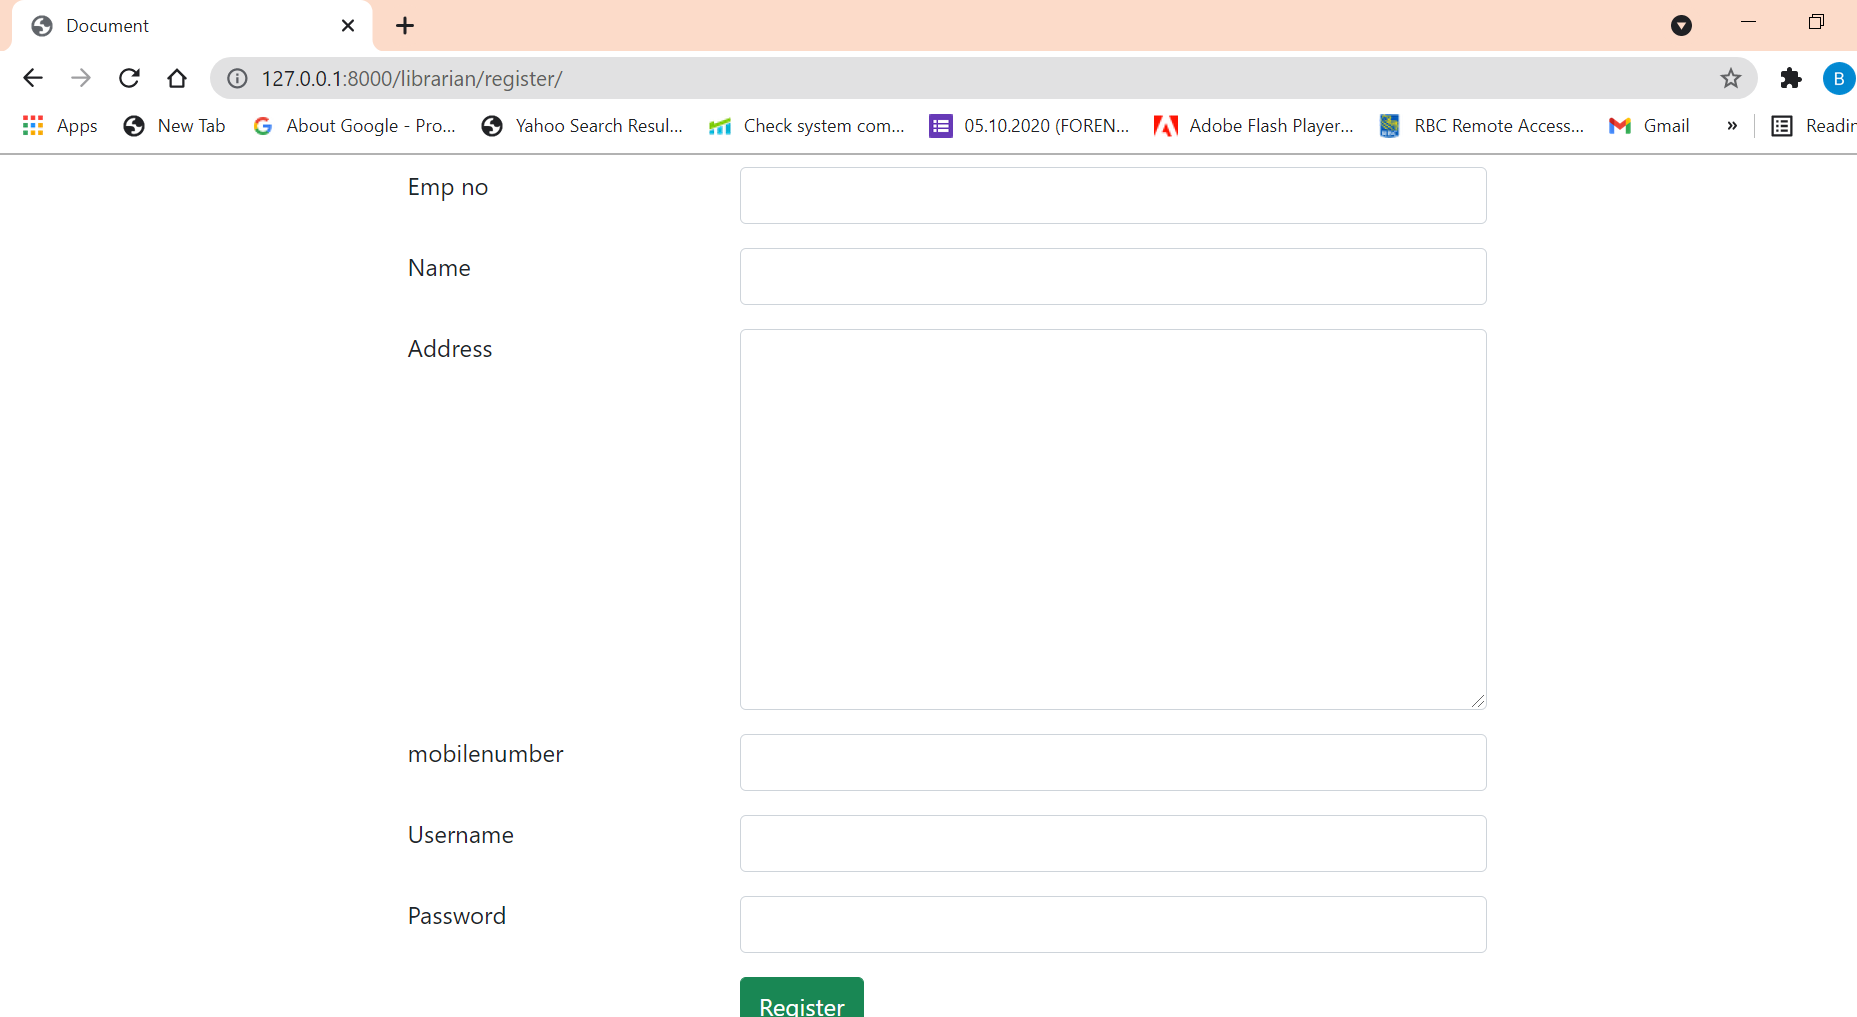 Document
127.0.0.1:8000/librarian/register/
B
Apps New Tab About Google - Pro... Yahoo Search Resul... Check system com... 05.10.2020 (FOREN... Adobe Flash Player... RBC Remote Access... Gmail » Readin
Emp no
Name
Address
mobilenumber
Username
Password
Register